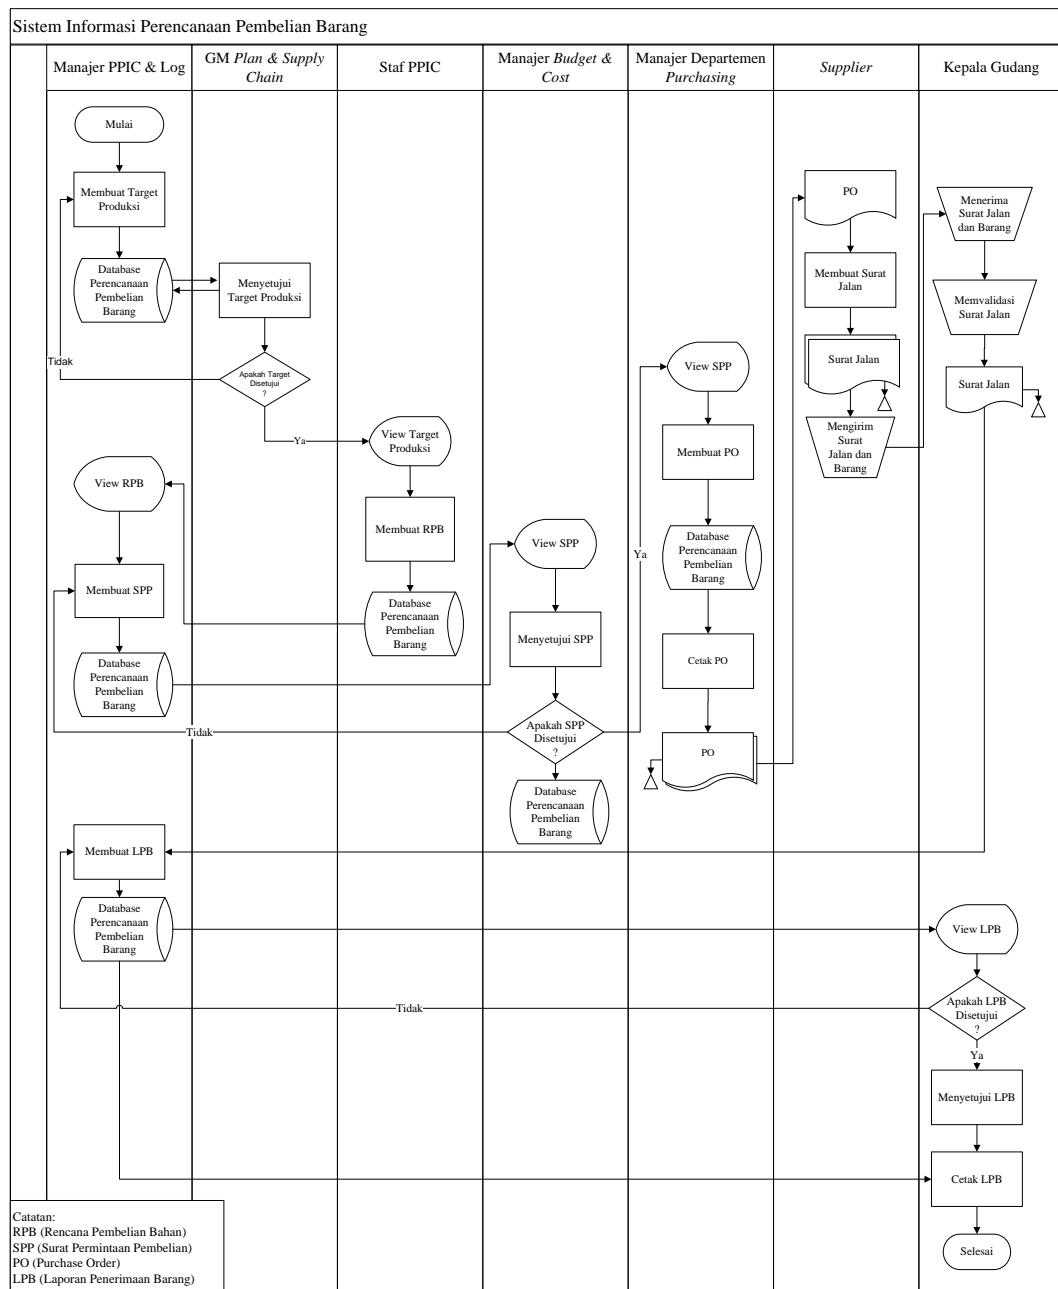 Sistem Informasi Perencanaan Pembelian Barang
Manajer PPIC & Log
GM Plan & Supply
Chain
Staf PPIC
Manajer Budget &
Cost
Manajer Departemen
Purchasing
Supplier
Kepala Gudang
Mulai
Membuat Target
Produksi
Database
Perencanaan
Pembelian
Barang
Menyetujui
Target Produksi
Tidak
Apakah Target
Disetujui
?
Ya
View Target
Produksi
Membuat RPB
Database
Perencanaan
Pembelian
Barang
View RPB
Membuat SPP
Database
Perencanaan
Pembelian
Barang
View SPP
Menyetujui SPP
Apakah SPP
Disetujui
?
Tidak
Ya
Database
Perencanaan
Pembelian
Barang
View SPP
Membuat PO
Database
Perencanaan
Pembelian
Barang
Cetak PO
PO
PO
Membuat Surat
Jalan
Surat Jalan
Mengirim
Surat
Jalan dan
Barang
Menerima
Surat Jalan
dan Barang
Memvalidasi
Surat Jalan
Surat Jalan
Membuat LPB
Database
Perencanaan
Pembelian
Barang
View LPB
Apakah LPB
Disetujui
?
Tidak
Ya
Menyetujui LPB
Cetak LPB
Selesai
Catatan:
RPB (Rencana Pembelian Bahan)
SPP (Surat Permintaan Pembelian)
PO (Purchase Order)
LPB (Laporan Penerimaan Barang)